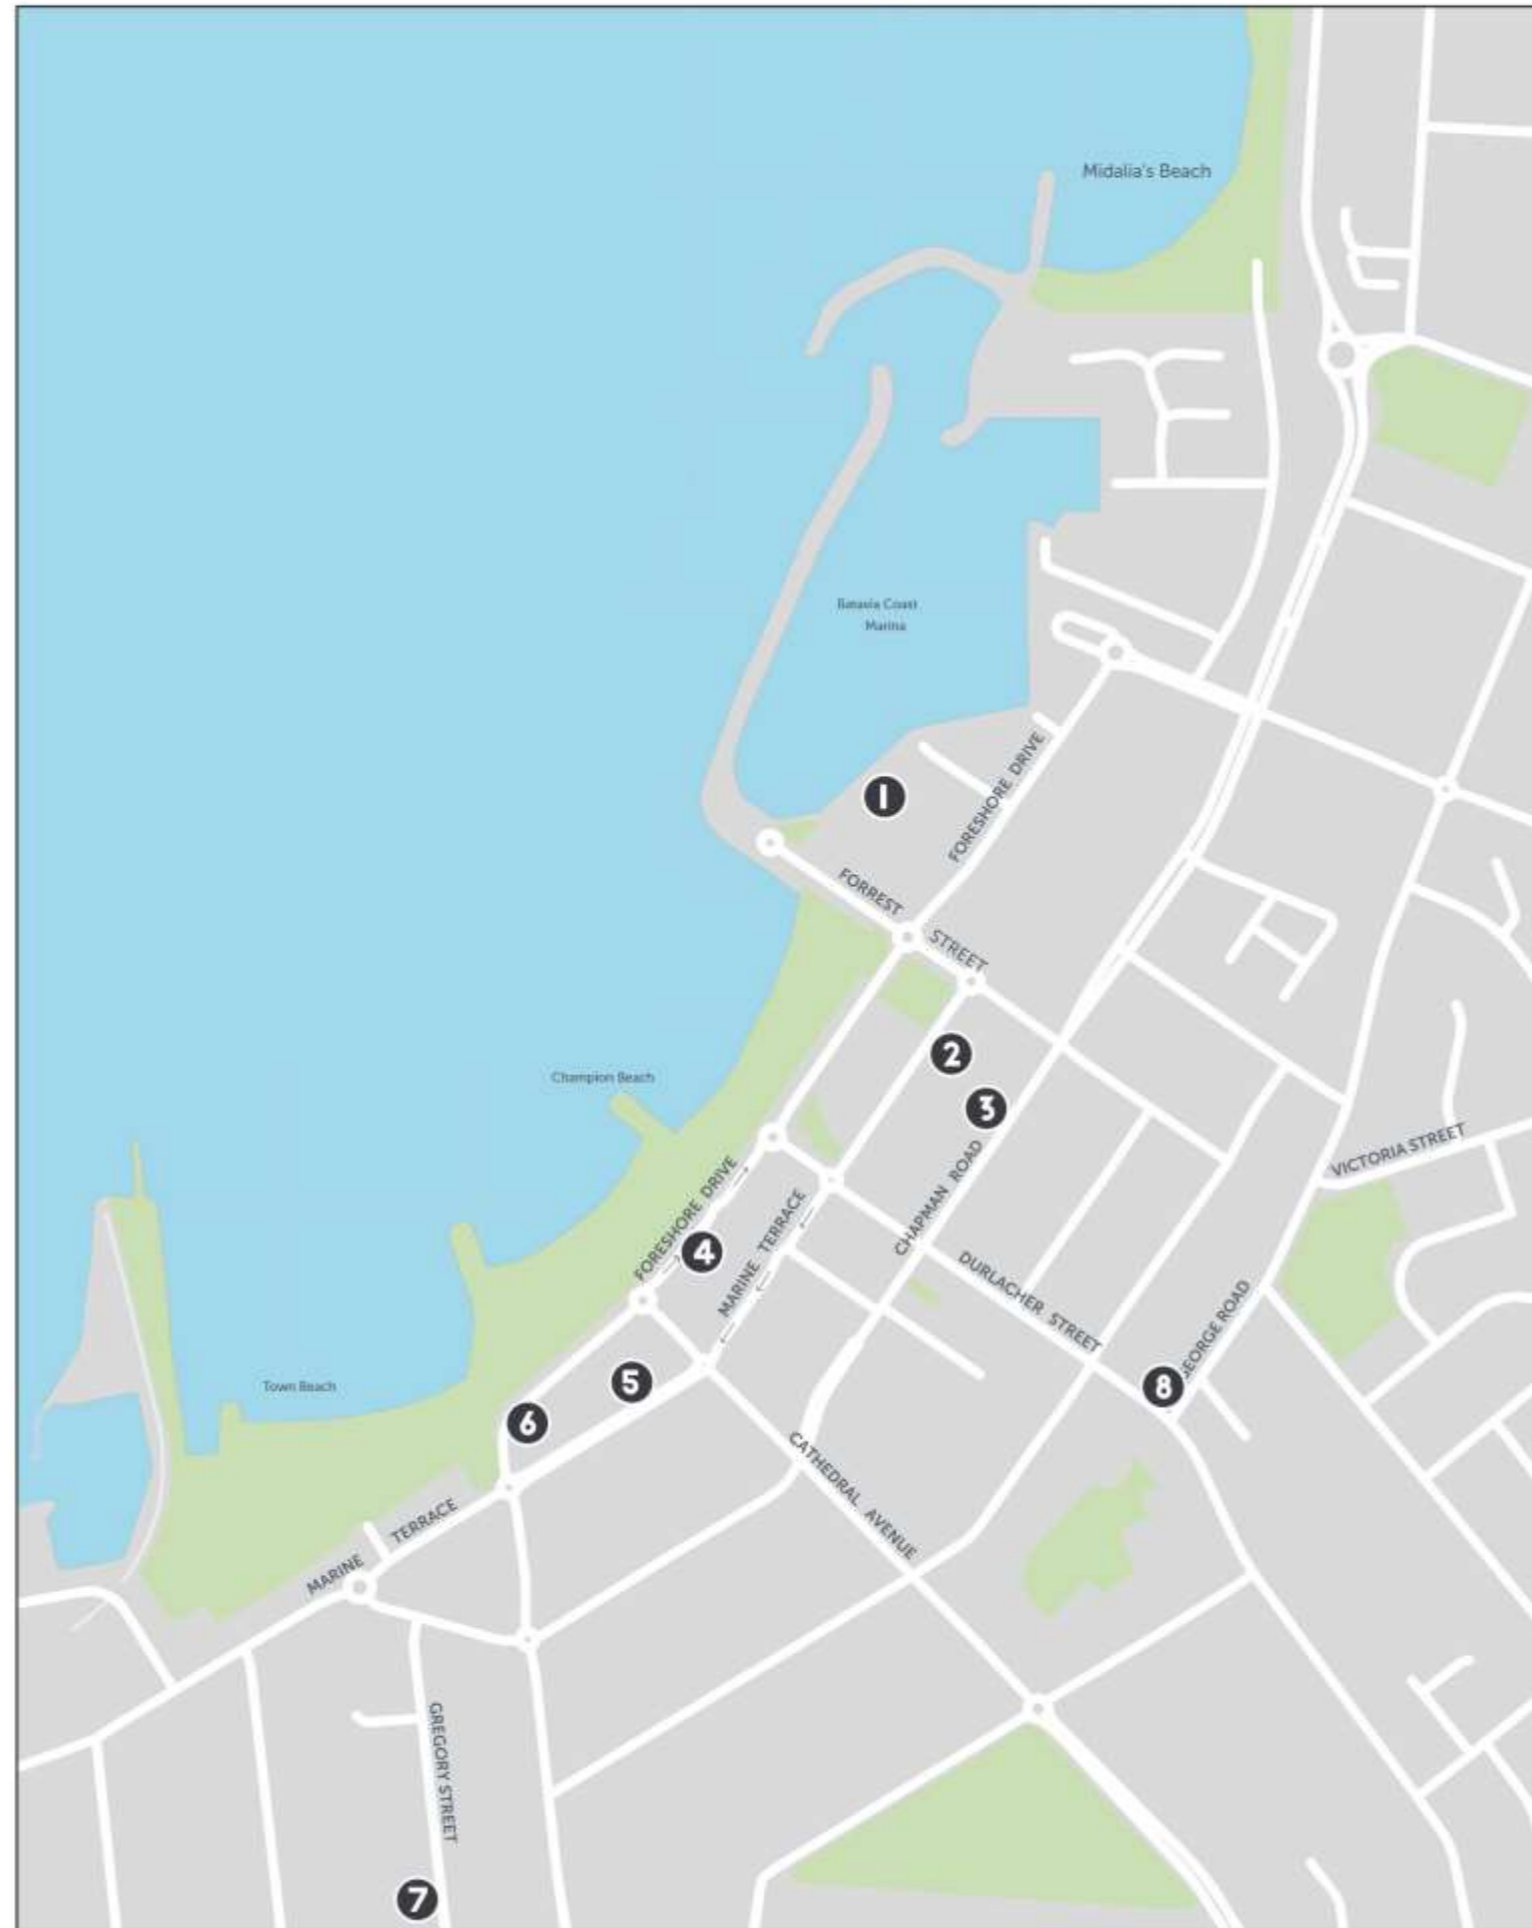 Midalia's Beach
Batavia Coast
Marina
FORESHORE DRIVE
1
FORREST
STREET
2
Champion Beach
3
VICTORIA STREET
FORESHORE DRIVE
MARINE TERRACE
CHAPMAN ROAD
4
DURLACHER STREET
GEORGE ROAD
Town Beach
5
8
6
CATHEDRAL AVENUE
MARINE TERRACE
GREGORY STREET
7